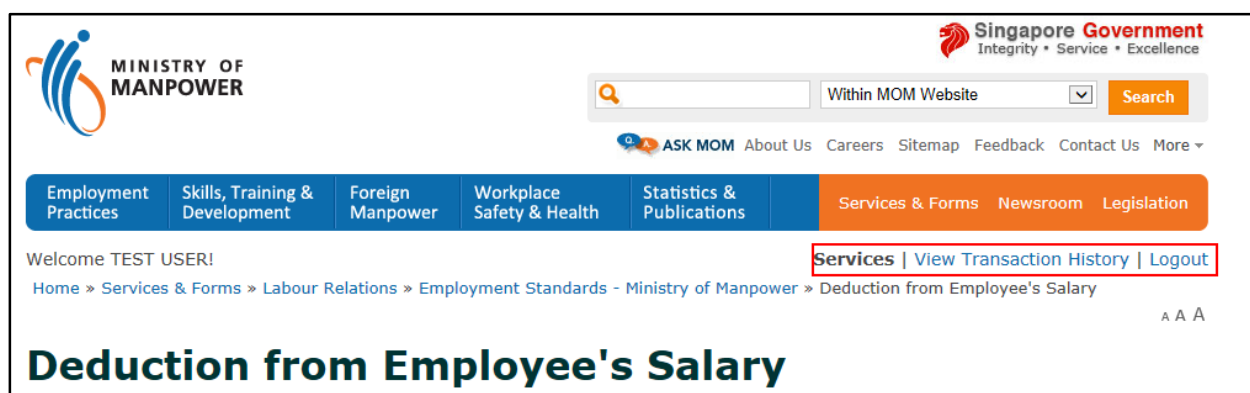 Singapore Government
Integrity • Service • Excellence
MINISTRY OF
MANPOWER
Within MOM Website
Search
Q A ASK MOM About Us Careers Sitemap Feedback Contact Us More
Employment Practices
Skills, Training & Development
Foreign Manpower
Workplace Safety & Health
Statistics & Publications
Services & Forms Newsroom Legislation
Welcome TEST USER!
Services | View Transaction History | Logout
Home » Services & Forms » Labour Relations » Employment Standards - Ministry of Manpower » Deduction from Employee's Salary
A A A
Deduction from Employee's Salary